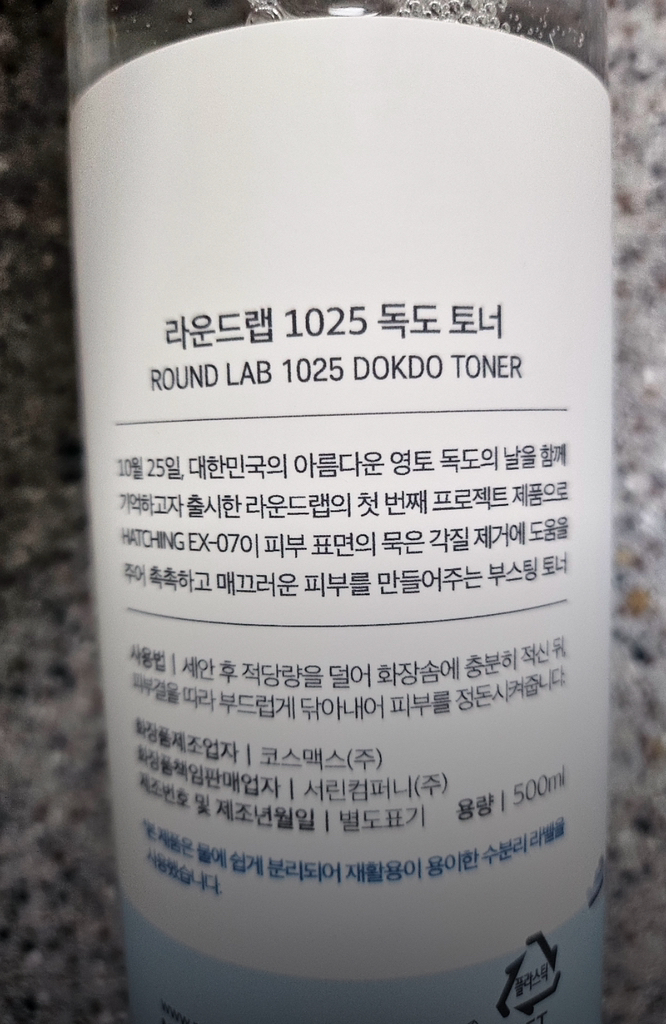 라운드랩 1025 독도 토너
ROUND LAB 1025 DOKDO TONER
10월 25일, 대한민국의 아름다운 영토 독도의 날을 함께
기억하고자 출시한 라운드랩의 첫 번째 프로젝트 제품으로
HATCHING EX-07이 피부 표면의 묵은 각질 제거에 도움을
주어 촉촉하고 매끄러운 피부를 만들어주는 부스팅 토너
사용법 | 세안 후 적당량을 덜어 화장솜에 충분히 적신 뒤,
피부결을 따라 부드럽게 닦아내어 피부를 정돈시켜줍니다.
화장품제조업자 | 코스맥스(주)
화장품책임판매업자 | 서린컴퍼니(주)
제조번호 및 제조년월일 | 별도표기 용량 | 500ml
*본 제품은 물에 쉽게 분리되어 재활용이 용이한 수분리 라벨을
사용했습니다.
플라스틱